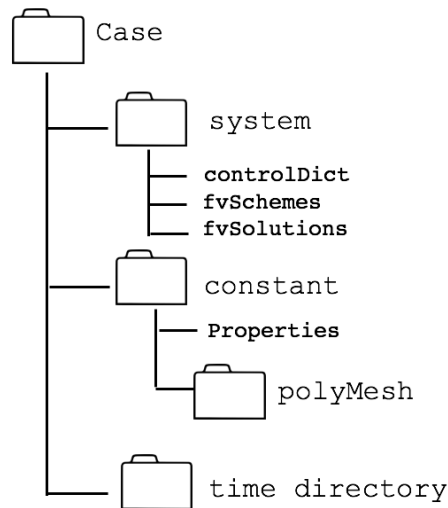 Case
system
controlDict
fvSchemes
fvSolutions
constant
Properties
polyMesh
time directory